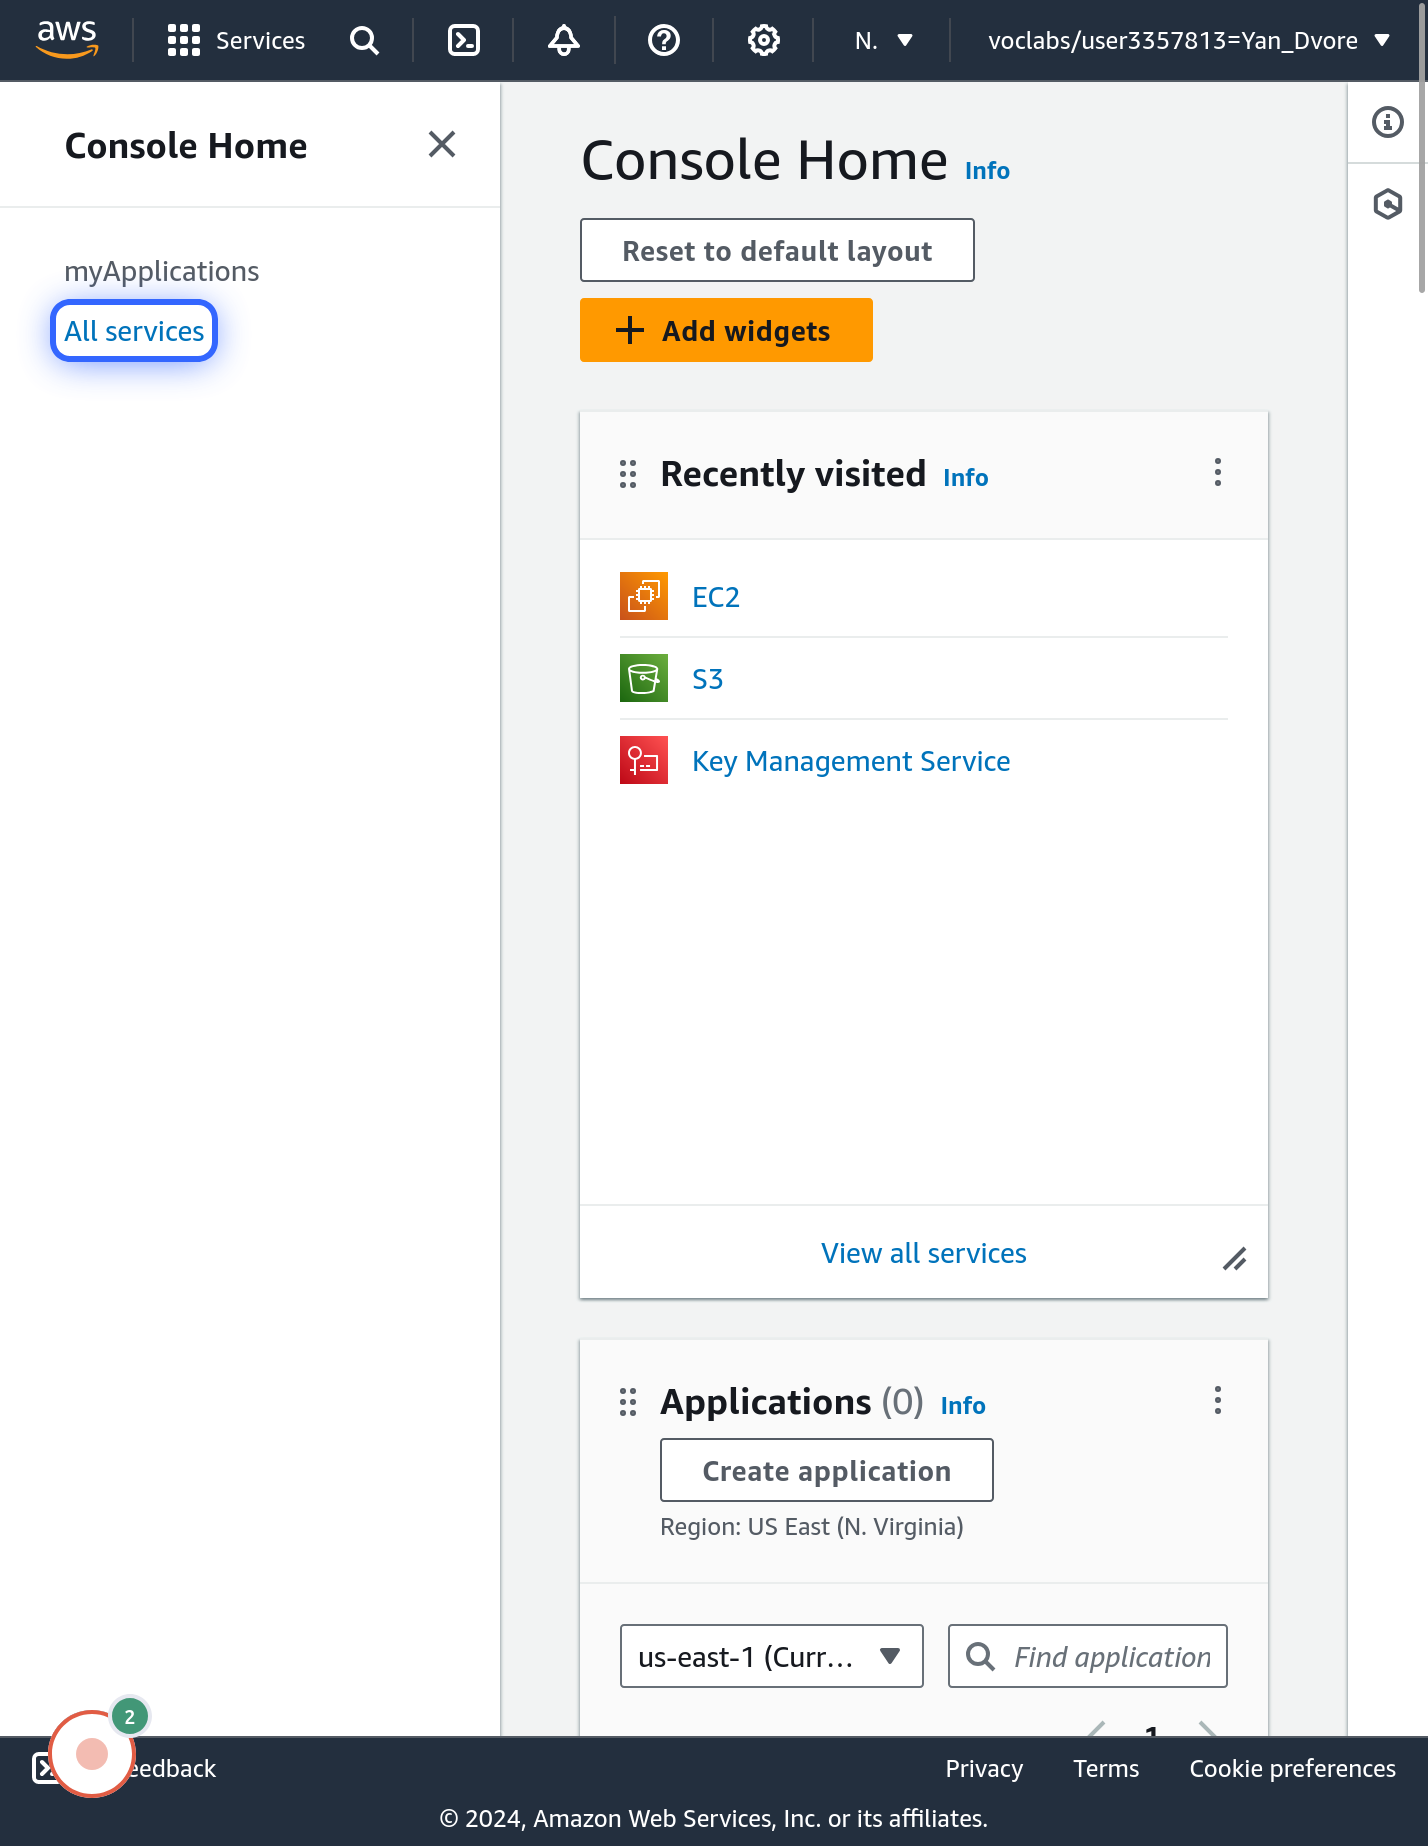 aws
Services
N.
voclabs/user3357813=Yan_Dvore
Console Home
myApplications
All services
Console Home Info
Reset to default layout
Add widgets
Recently visited Info
EC2
S3
Key Management Service
View all services
Applications (0) Info
Create application
Region: US East (N. Virginia)
us-east-1 (Curr...
Find application
1
2
eedback
Privacy
Terms
Cookie preferences
© 2024, Amazon Web Services, Inc. or its affiliates.